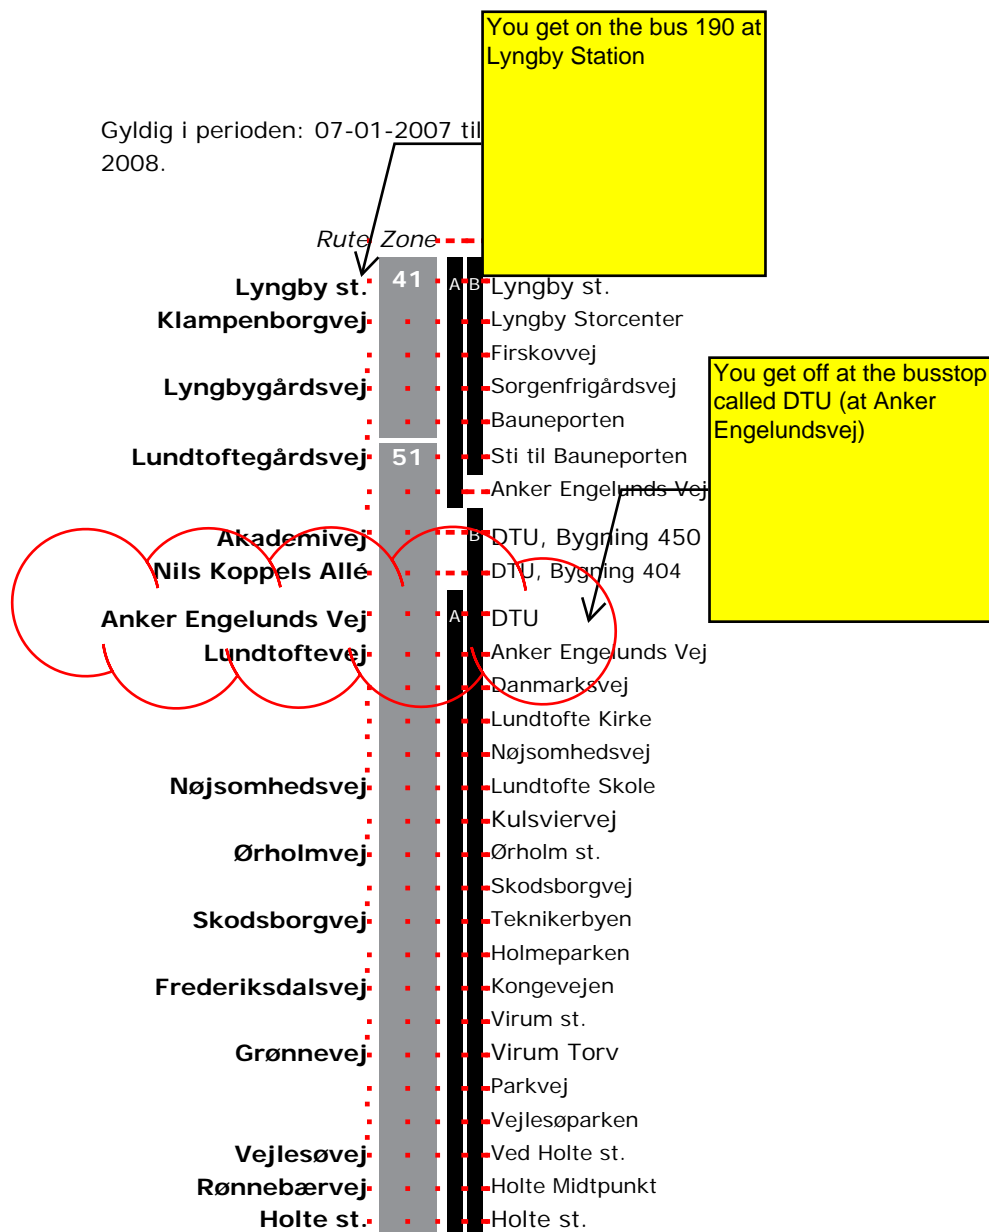 You get on the bus 190 at
Lyngby Station
Gyldig i perioden: 07-01-2007 til
2008.
Rute Zone
Lyngby st. 41 A B Lyngby st.
Klampenborgvej Lyngby Storcenter
Firskovvej
Lyngbygårdsvej Sorgenfrigårdsvej
Bauneporten
You get off at the busstop
called DTU (at Anker
Engelundsvej)
Lundtoftegårdsvej 51 Sti til Bauneporten
Anker Engelunds Vej
Akademivej B DTU, Bygning 450
Nils Koppels Allé DTU, Bygning 404
Anker Engelunds Vej A DTU
Lundtoftevej Anker Engelunds Vej
Danmarksvej
Lundtofte Kirke
Nøjsomhedsvej
Nøjsomhedsvej Lundtofte Skole
Kulsviervej
Ørholmvej Ørholm st.
Skodsborgvej
Skodsborgvej Teknikerbyen
Holmeparken
Frederiksdalsvej Kongevejen
Virum st.
Grønnevej Virum Torv
Parkvej
Vejlesøparken
Vejlesøvej Ved Holte st.
Rønnebærvej Holte Midtpunkt
Holte st. Holte st.